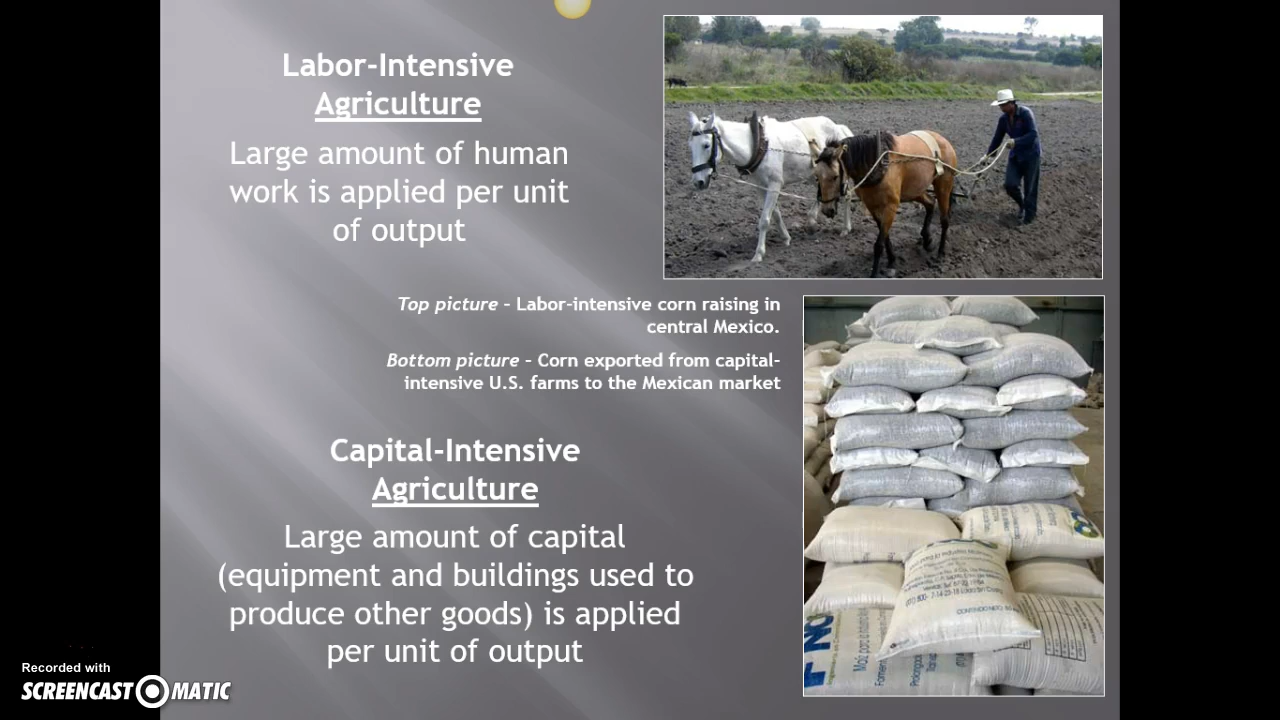 Labor-Intensive
Agriculture
Large amount of human
work is applied per unit
of output
Top picture – Labor-intensive corn raising in
central Mexico.
Bottom picture – Corn exported from capital-
intensive U.S. farms to the Mexican market
Capital-Intensive
Agriculture
Large amount of capital
(equipment and buildings used to
produce other goods) is applied
per unit of output
Recorded with
SCREENCAST MATIC